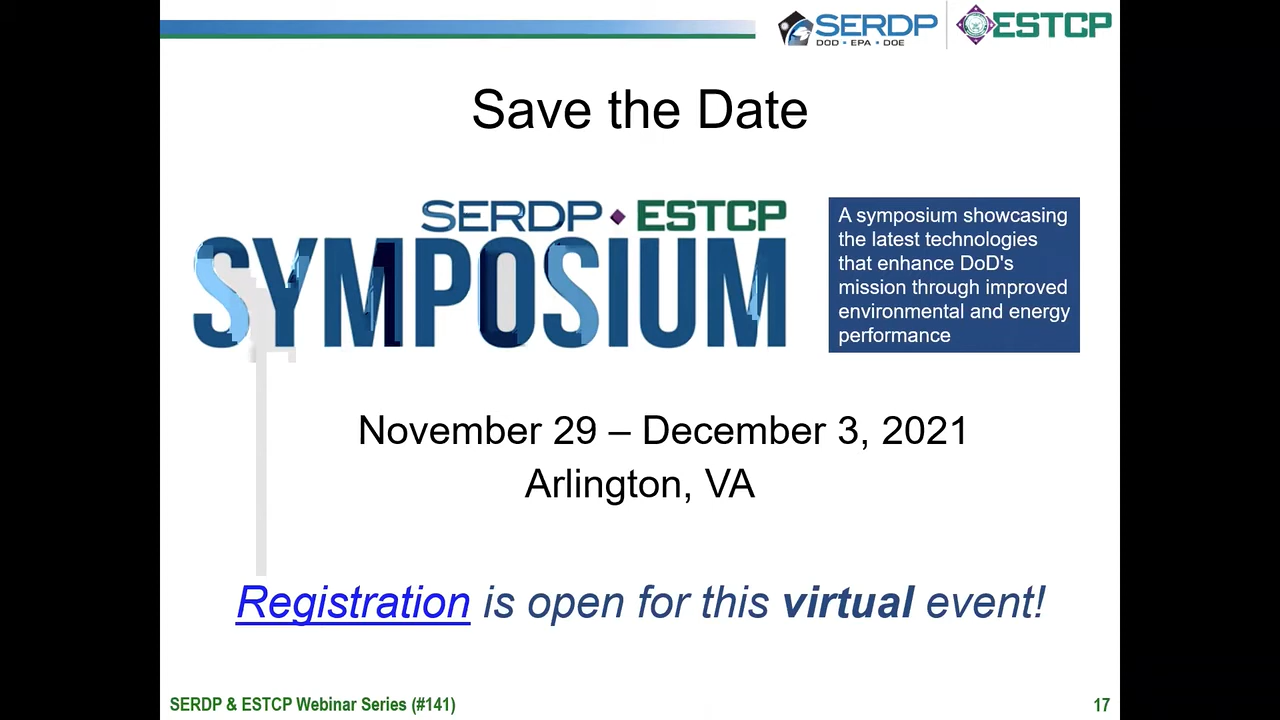 SERDP
DOD • EPA • DOE
ESTCP
Save the Date
SERDP ESTCP
SYMPOSIUM
A symposium showcasing
the latest technologies
that enhance DoD's
mission through improved
environmental and energy
performance
November 29 – December 3, 2021
Arlington, VA
Registration is open for this virtual event!
SERDP & ESTCP Webinar Series (#141)
17